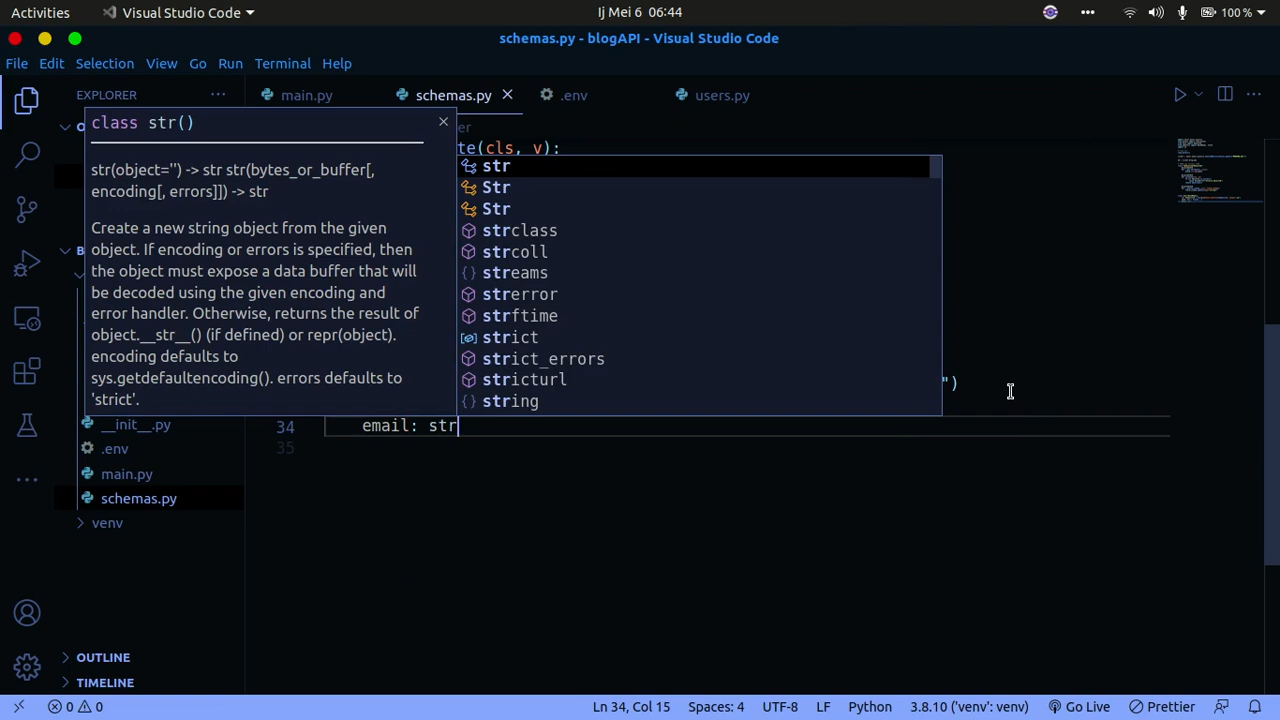 Activities
Visual Studio Code
Ij Mei 6 06:44
100 %
schemas.py - blogAPI - Visual Studio Code
File Edit Selection View Go Run Terminal Help
EXPLORER
main.py
schemas.py
.env
users.py
class str()
str(object='') -> str str(bytes_or_buffer[,
encoding[, errors]]) -> str
Create a new string object from the given
object. If encoding or errors is specified, then
the object must expose a data buffer that will
be decoded using the given encoding and
error handler. Otherwise, returns the result of
object.__str__() (if defined) or repr(object).
encoding defaults to
sys.getdefaultencoding(). errors defaults to
'strict'.
(cls, v):
str
Str
Str
strclass
strcoll
streams
strerror
strftime
strict
strict_errors
stricturl
string
")
34 email: str
35
__init__.py
.env
main.py
schemas.py
venv
OUTLINE
TIMELINE
0 0
Ln 34, Col 15
Spaces: 4
UTF-8
LF
Python
3.8.10 ('venv': venv)
Go Live
Prettier